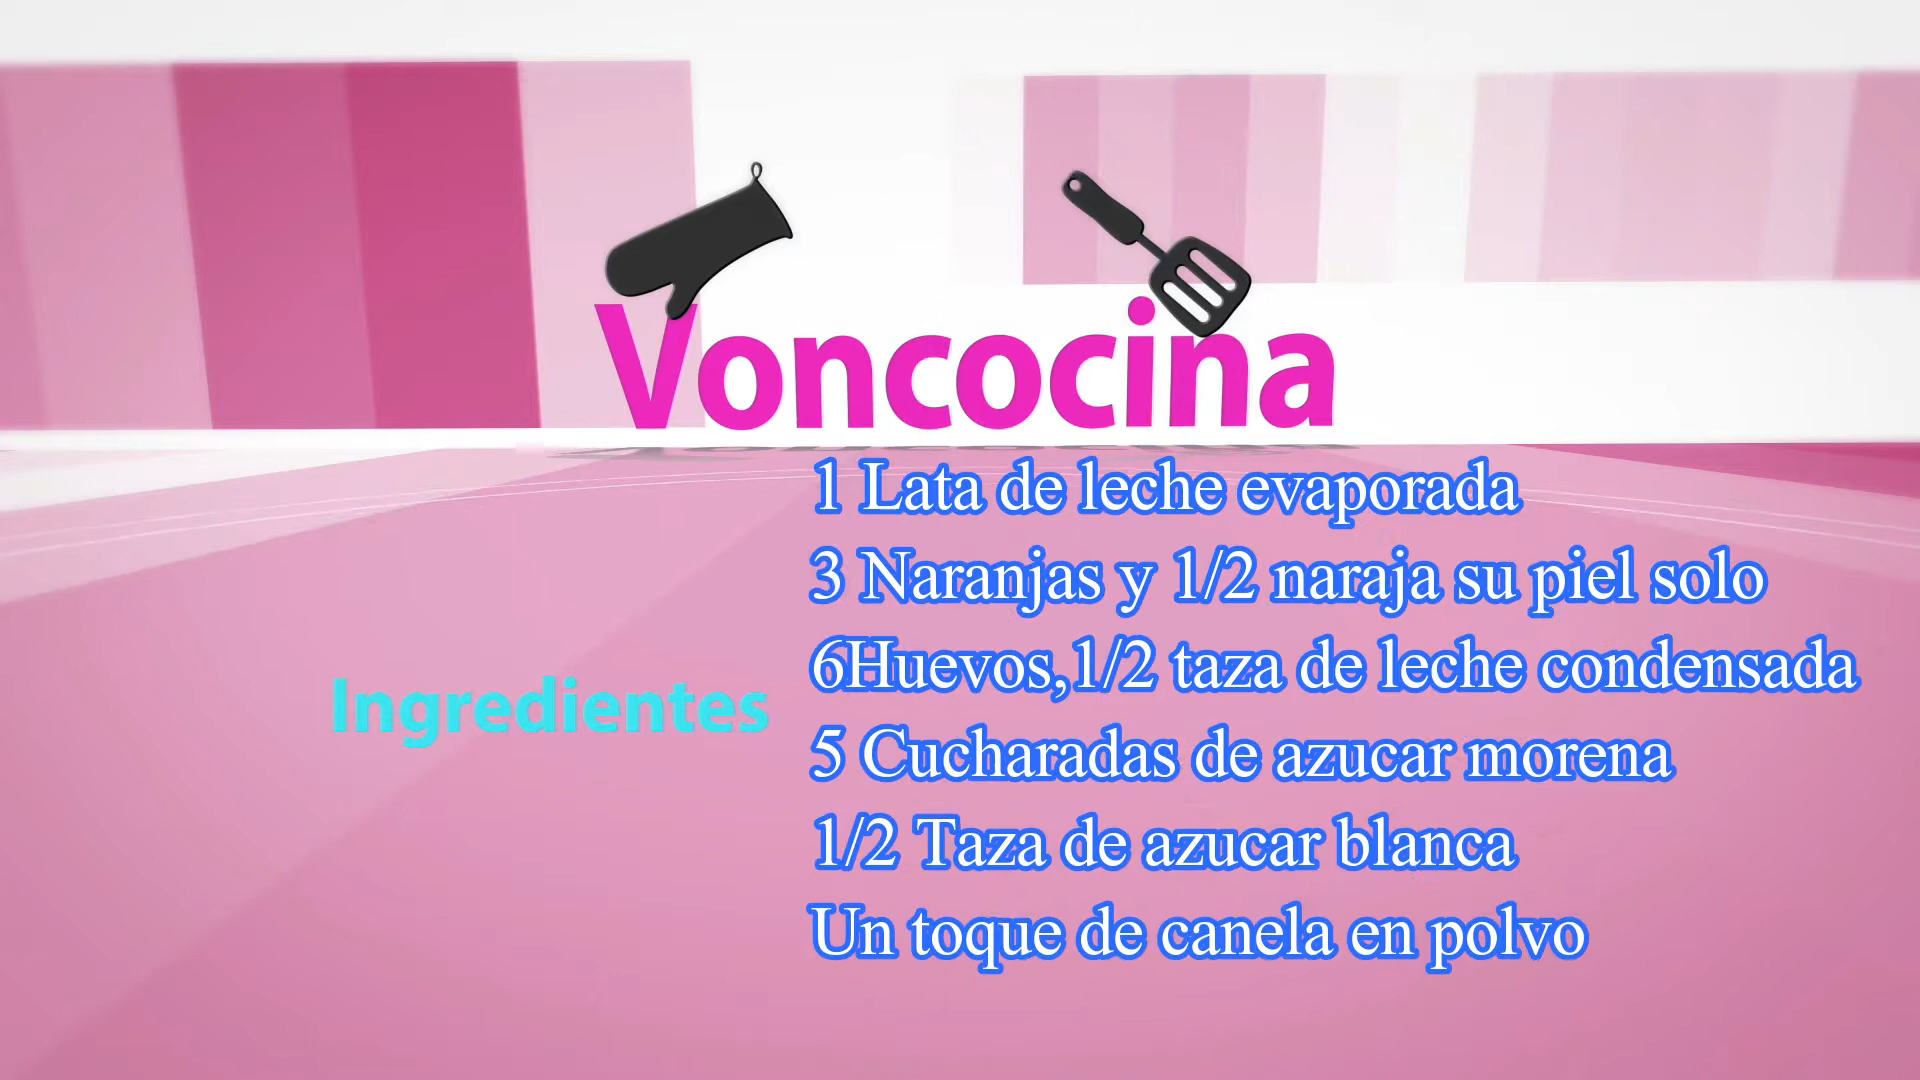 Voncocina
Ingredientes
1 Lata de leche evaporada
3 Naranjas y 1/2 naraja su piel solo
6Huevos,1/2 taza de leche condensada
5 Cucharadas de azucar morena
1/2 Taza de azucar blanca
Un toque de canela en polvo